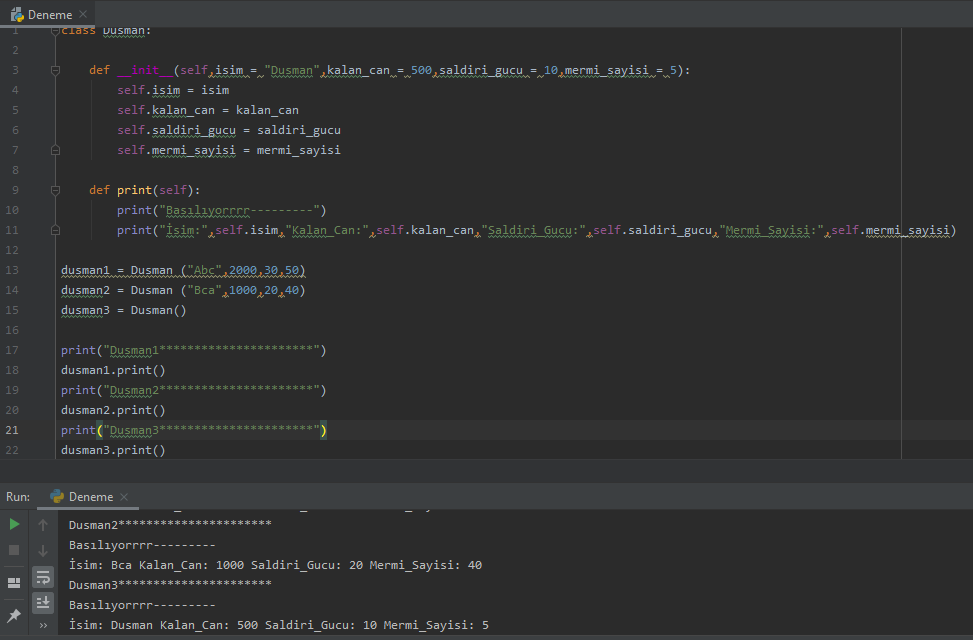 Deneme
1 class Dusman:
2
3 def __init__(self,isim = "Dusman",kalan_can = 500,saldiri_gucu = 10,mermi_sayisi = 5):
4 self.isim = isim
5 self.kalan_can = kalan_can
6 self.saldiri_gucu = saldiri_gucu
7 self.mermi_sayisi = mermi_sayisi
8
9 def print(self):
10 print("Basılıyorrrr---------")
11 print("İsim:",self.isim,"Kalan_Can:",self.kalan_can,"Saldiri_Gucu:",self.saldiri_gucu,"Mermi_Sayisi:",self.mermi_sayisi)
12
13 dusman1 = Dusman ("Abc",2000,30,50)
14 dusman2 = Dusman ("Bca",1000,20,40)
15 dusman3 = Dusman()
16
17 print("Dusman1**********************")
18 dusman1.print()
19 print("Dusman2**********************")
20 dusman2.print()
21 print("Dusman3**********************")
22 dusman3.print()
Run: Deneme
Dusman2**********************
Basılıyorrrr---------
İsim: Bca Kalan_Can: 1000 Saldiri_Gucu: 20 Mermi_Sayisi: 40
Dusman3**********************
Basılıyorrrr---------
İsim: Dusman Kalan_Can: 500 Saldiri_Gucu: 10 Mermi_Sayisi: 5